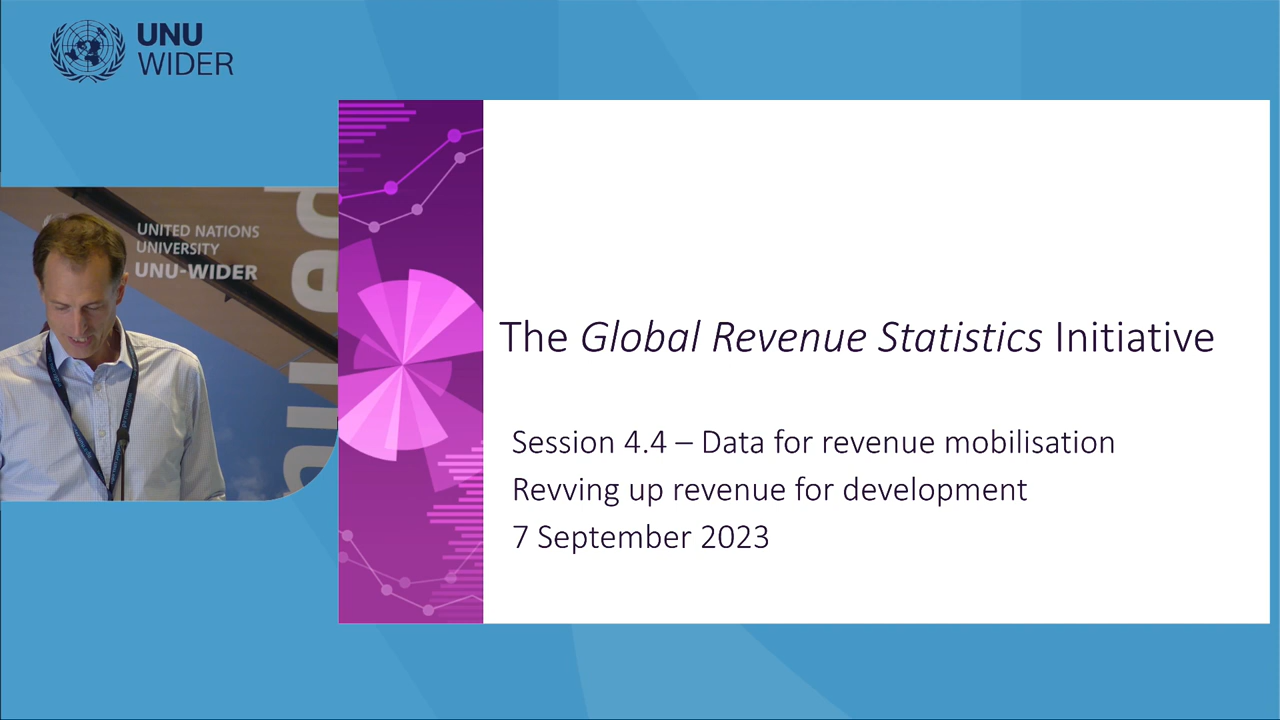 UNU
WIDER
UNITED NATIONS
UNIVERSITY
UNU-WIDER
The Global Revenue Statistics Initiative
Session 4.4 – Data for revenue mobilisation
Revving up revenue for development
7 September 2023